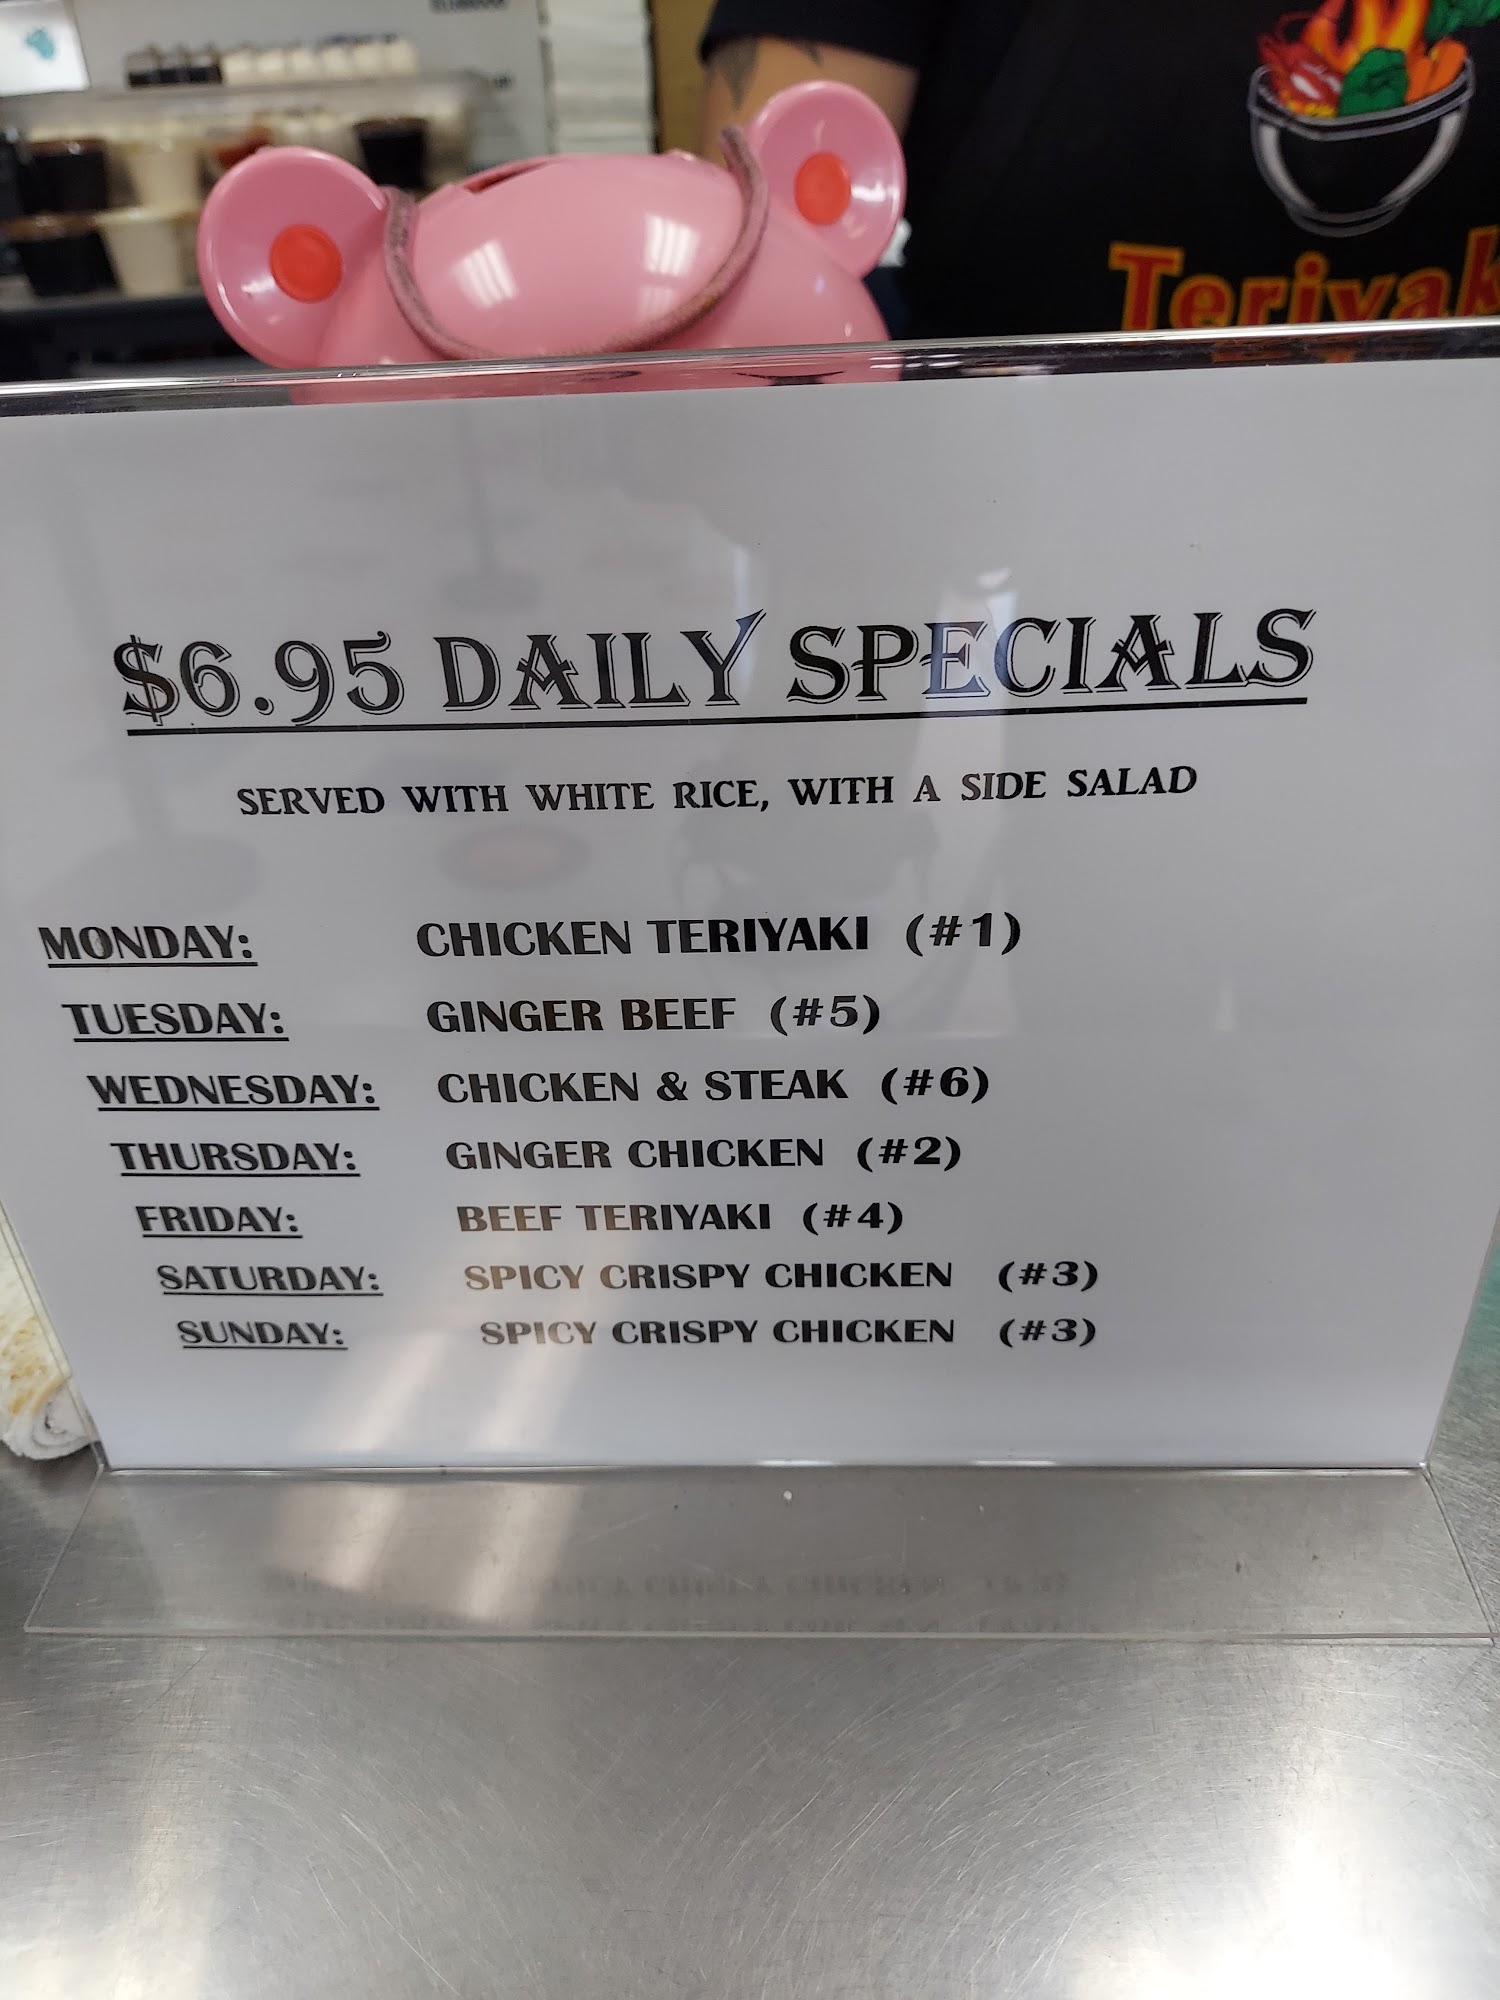 Teriyak
$6.95 DAILY SPECIALS
SERVED WITH WHITE RICE, WITH A SIDE SALAD
MONDAY: CHICKEN TERIYAKI (#1)
TUESDAY: GINGER BEEF (#5)
WEDNESDAY: CHICKEN & STEAK (#6)
THURSDAY: GINGER CHICKEN (#2)
FRIDAY: BEEF TERIYAKI (#4)
SATURDAY: SPICY CRISPY CHICKEN (#3)
SUNDAY: SPICY CRISPY CHICKEN (#3)